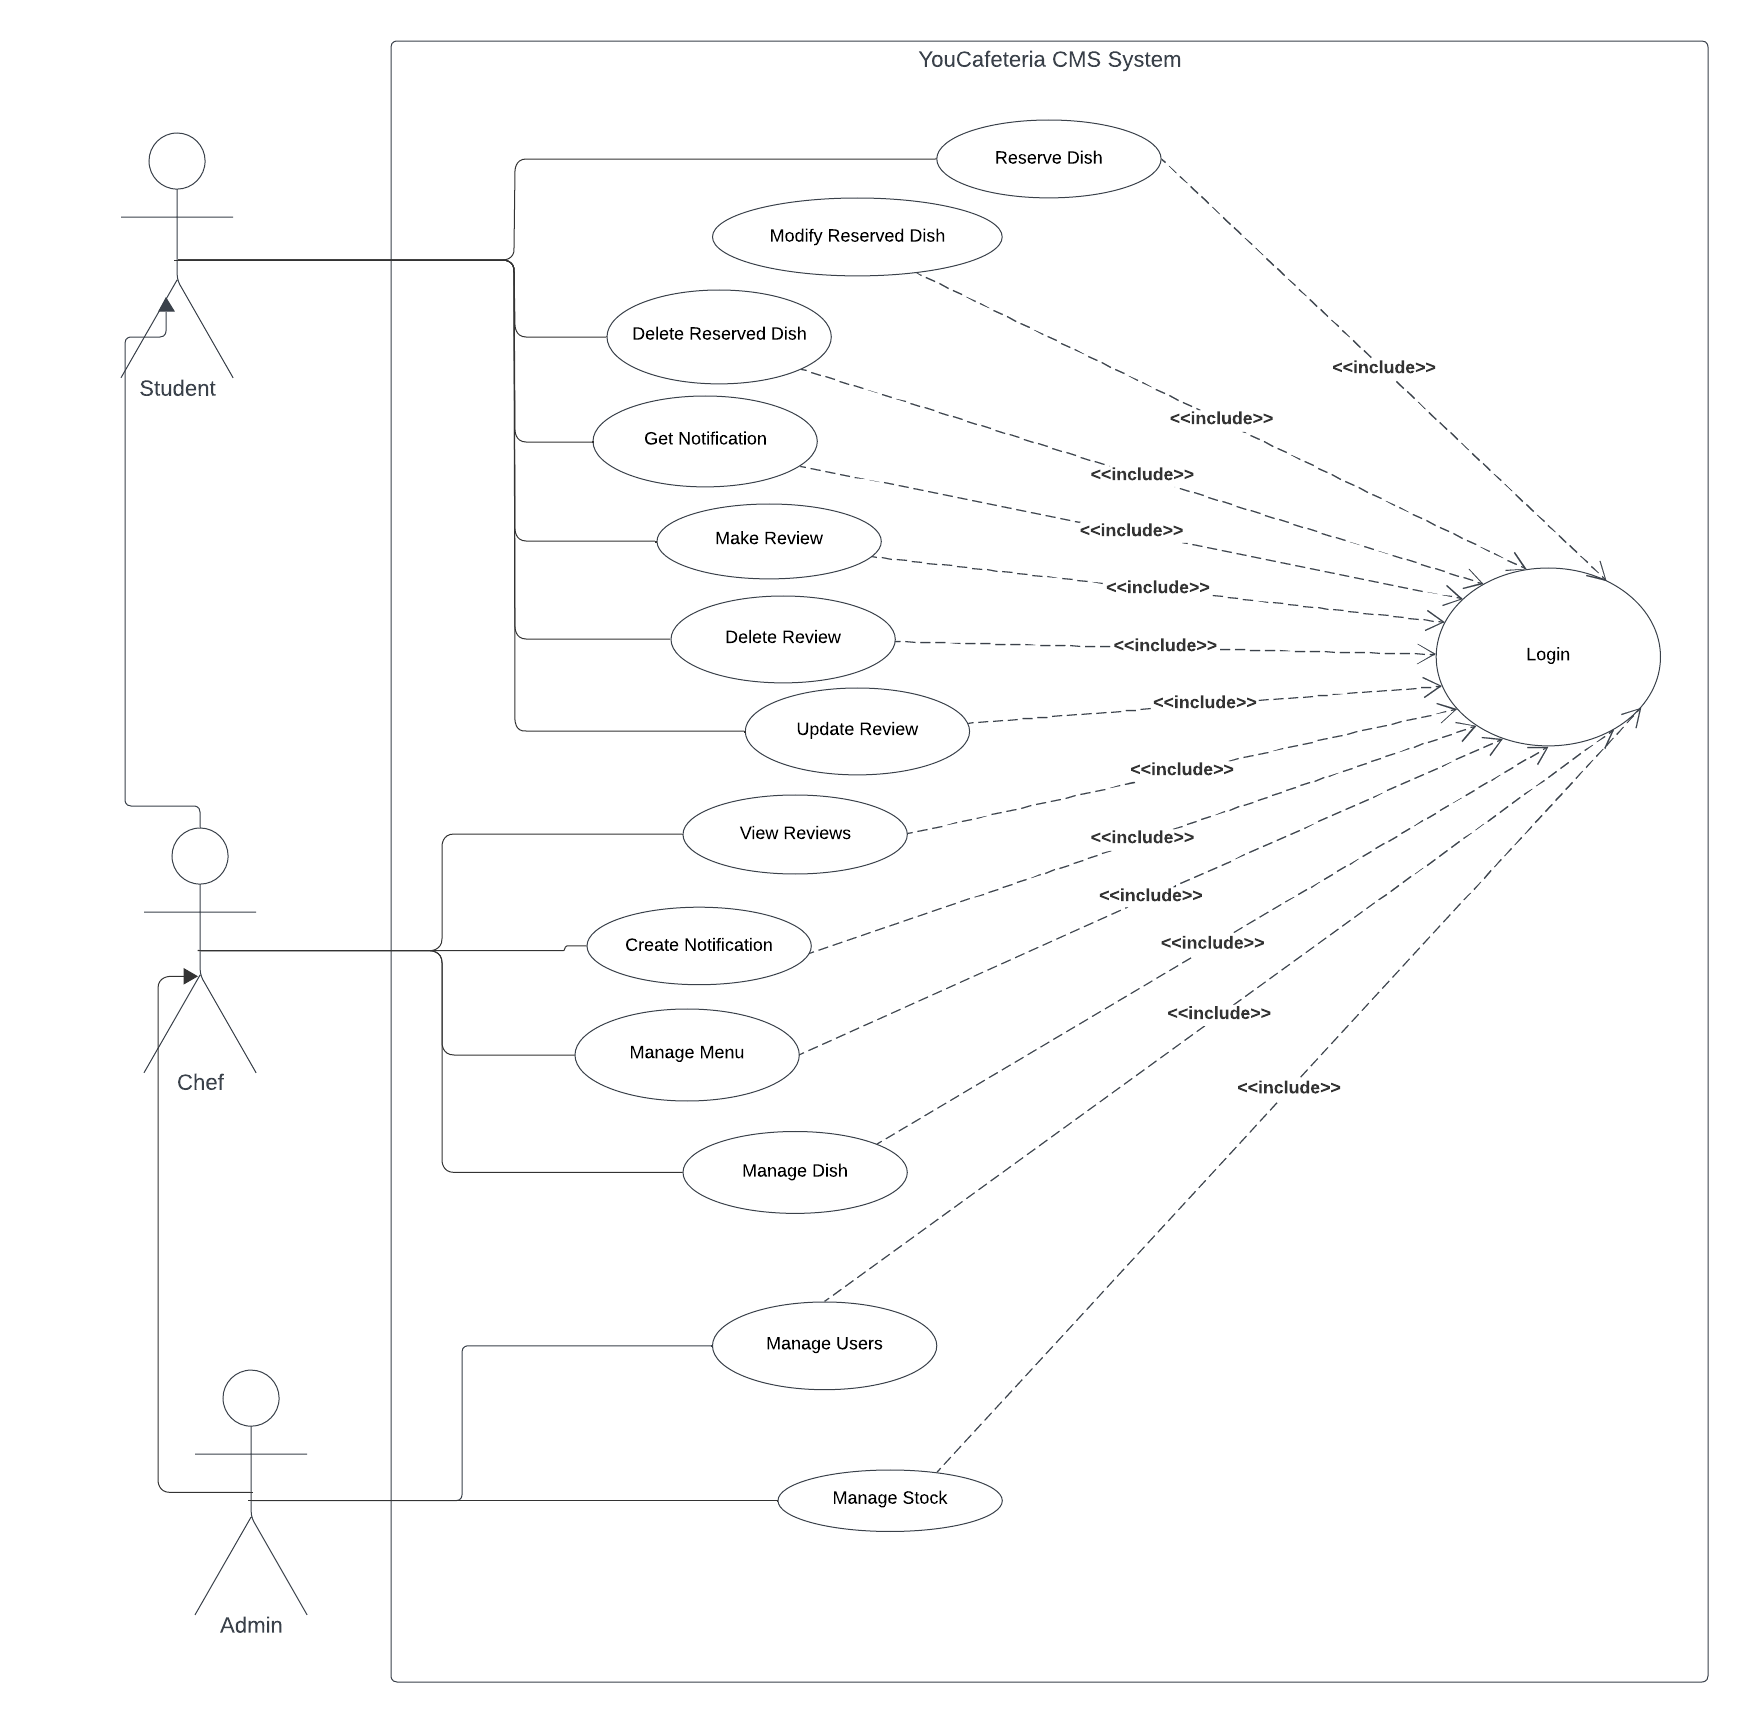 YouCafeteria CMS System
Reserve Dish
Modify Reserved Dish
Delete Reserved Dish
<<include>>
Student
<<include>>
Get Notification
<<include>>
<<include>>
Make Review
<<include>>
Delete Review
<<include>>
Login
<<include>>
Update Review
<<include>>
View Reviews
<<include>>
<<include>>
Create Notification
<<include>>
<<include>>
Manage Menu
Chef
<<include>>
Manage Dish
Manage Users
Manage Stock
Admin